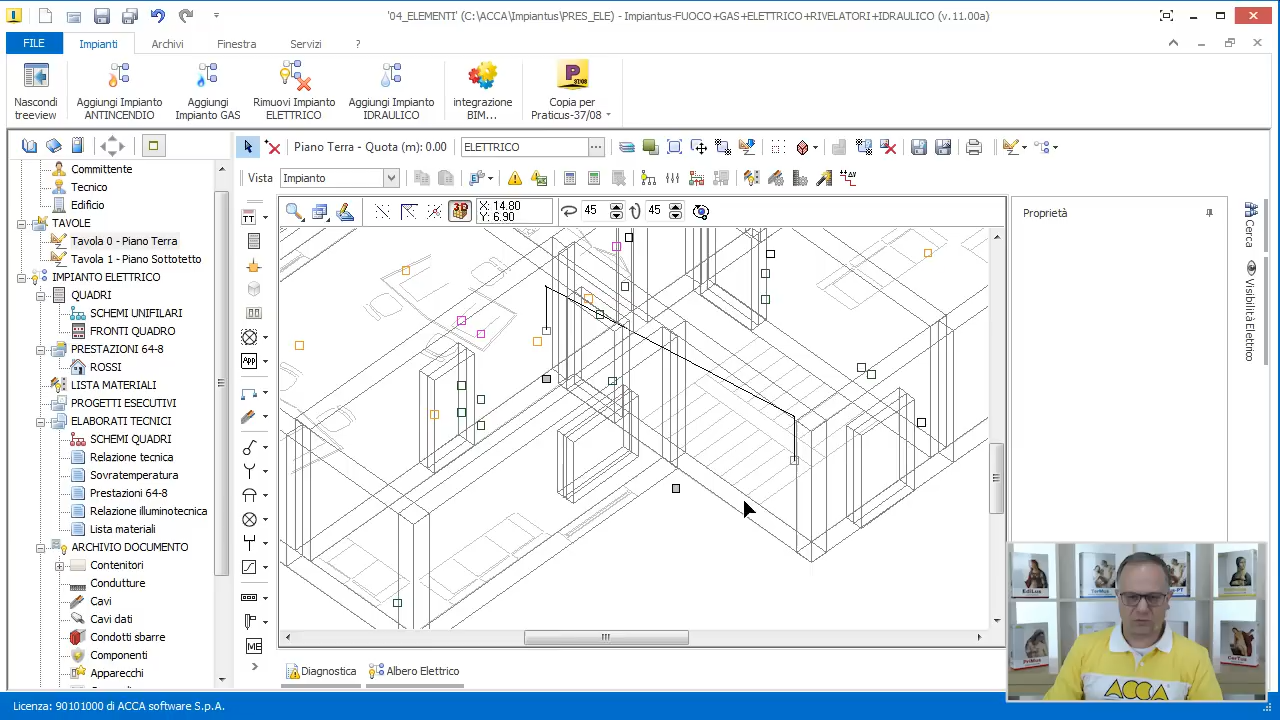 '04_ELEMENTI' (C:\ACCA\Impiantus\PRES_ELE) - Impiantus-FUOCO+GAS+ELETTRICO+RIVELATORI+IDRAULICO (v.11.00a)
FILE
Impianti
Archivi
Finestra
Servizi
?
Nascondi treeview
Aggiungi Impianto ANTINCENDIO
Aggiungi Impianto GAS
Rimuovi Impianto ELETTRICO
Aggiungi Impianto IDRAULICO
integrazione BIM...
Copia per Praticus-37/08
Piano Terra - Quota (m): 0.00
ELETTRICO
Vista
Impianto
X: 14.80
Y: 6.90
45
45
3D
TT
APP
ME
Committente
Tecnico
Edificio
TAVOLE
Tavola 0 - Piano Terra
Tavola 1 - Piano Sottotetto
IMPIANTO ELETTRICO
QUADRI
SCHEMI UNIFILARI
FRONTI QUADRO
PRESTAZIONI 64-8
ROSSI
LISTA MATERIALI
PROGETTI ESECUTIVI
ELABORATI TECNICI
SCHEMI QUADRI
Relazione tecnica
Sovratempertura
Prestazioni 64-8
Relazione illuminotecnica
Lista materiali
ARCHIVIO DOCUMENTO
Contenitori
Condutture
Cavi
Cavi dati
Condotti sbarre
Componenti
Apparecchi
Proprietà
Cerca
Visibilità Elettrico
Diagnostica
Albero Elettrico
ACCA
Licenza: 90101000 di ACCA software S.p.A.